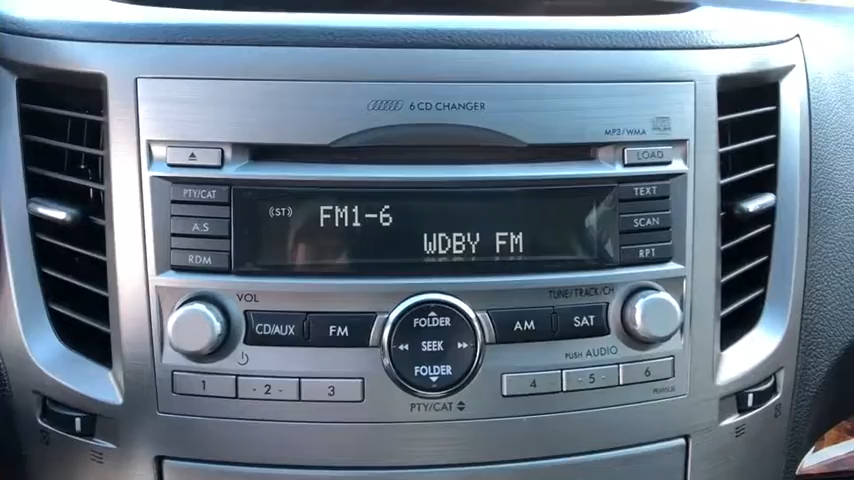 6 CD CHANGER
MP3/WMA
LOAD
PTY/CAT
TEXT
A.S
SCAN
RDM
RPT
(ST)
FM1-6
WDBY FM
VOL
TUNE/TRACK/CH
CD/AUX
FM
FOLDER
SEEK
FOLDER
AM
SAT
PUSH AUDIO
1
-2-
3
4
-5-
6
PTY/CAT